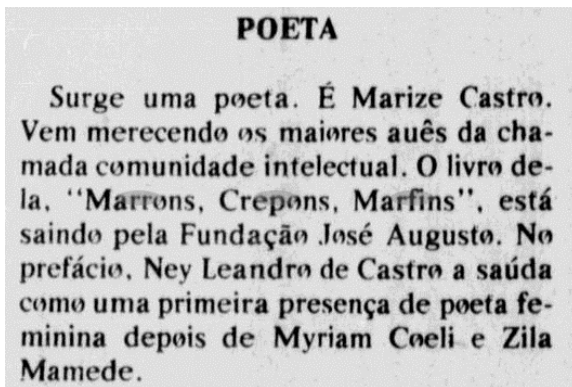 POETA
Surge uma poeta. É Marize Castro.
Vem merecendo os maiores auês da cha-
mada comunidade intelectual. O livro de-
la, "Marrons, Crepons, Marfins", está
saindo pela Fundação José Augusto. No
prefácio, Ney Leandro de Castro a saúda
como uma primeira presença de poeta fe-
minina depois de Myriam Coeli e Zila
Mamede.